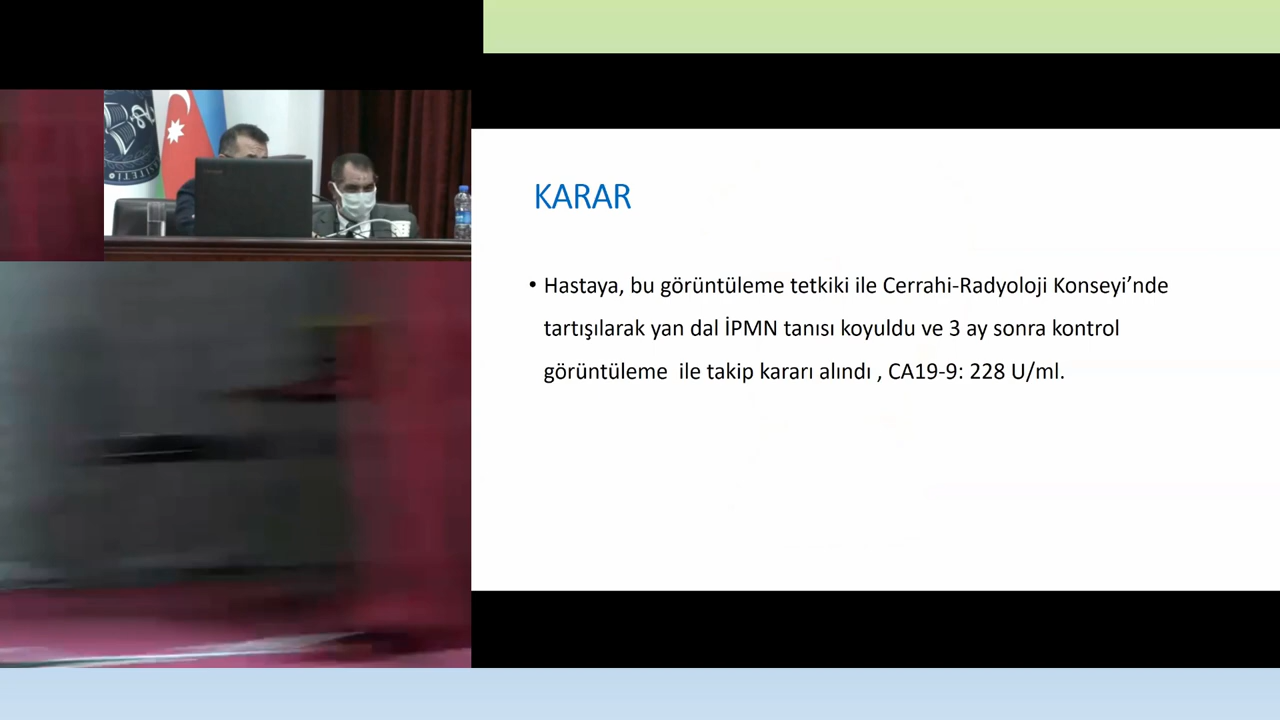 KARAR
• Hastaya, bu görüntüleme tetkiki ile Cerrahi-Radyoloji Konseyi’nde
tartışılarak yan dal İPMN tanısı koyuldu ve 3 ay sonra kontrol
görüntüleme  ile takip kararı alındı , CA19-9: 228 U/ml.